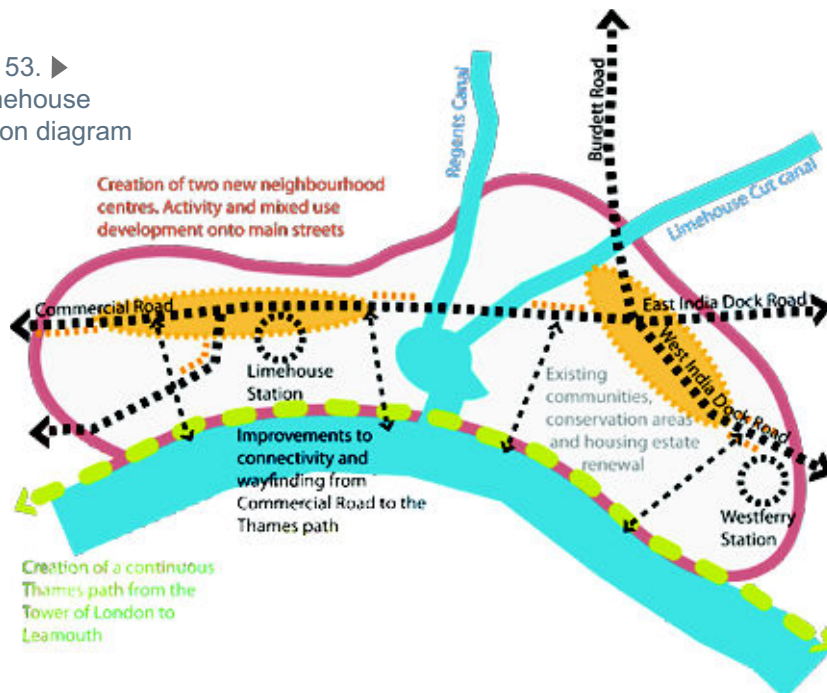 53. ▶
nehouse
on diagram
Creation of two new neighbourhood
centres. Activity and mixed use
development onto main streets
Regents Canal
Burdett Road
Limehouse Cut canal
Commercial Road
East India Dock Road
West India Dock Road
Limehouse
Station
Existing
communities,
conservation areas
and housing estate
renewal
Improvements to
connectivity and
wayfinding from
Commercial Road to the
Thames path
Westferry
Station
Creation of a continuous
Thames path from the
Tower of London to
Leamouth